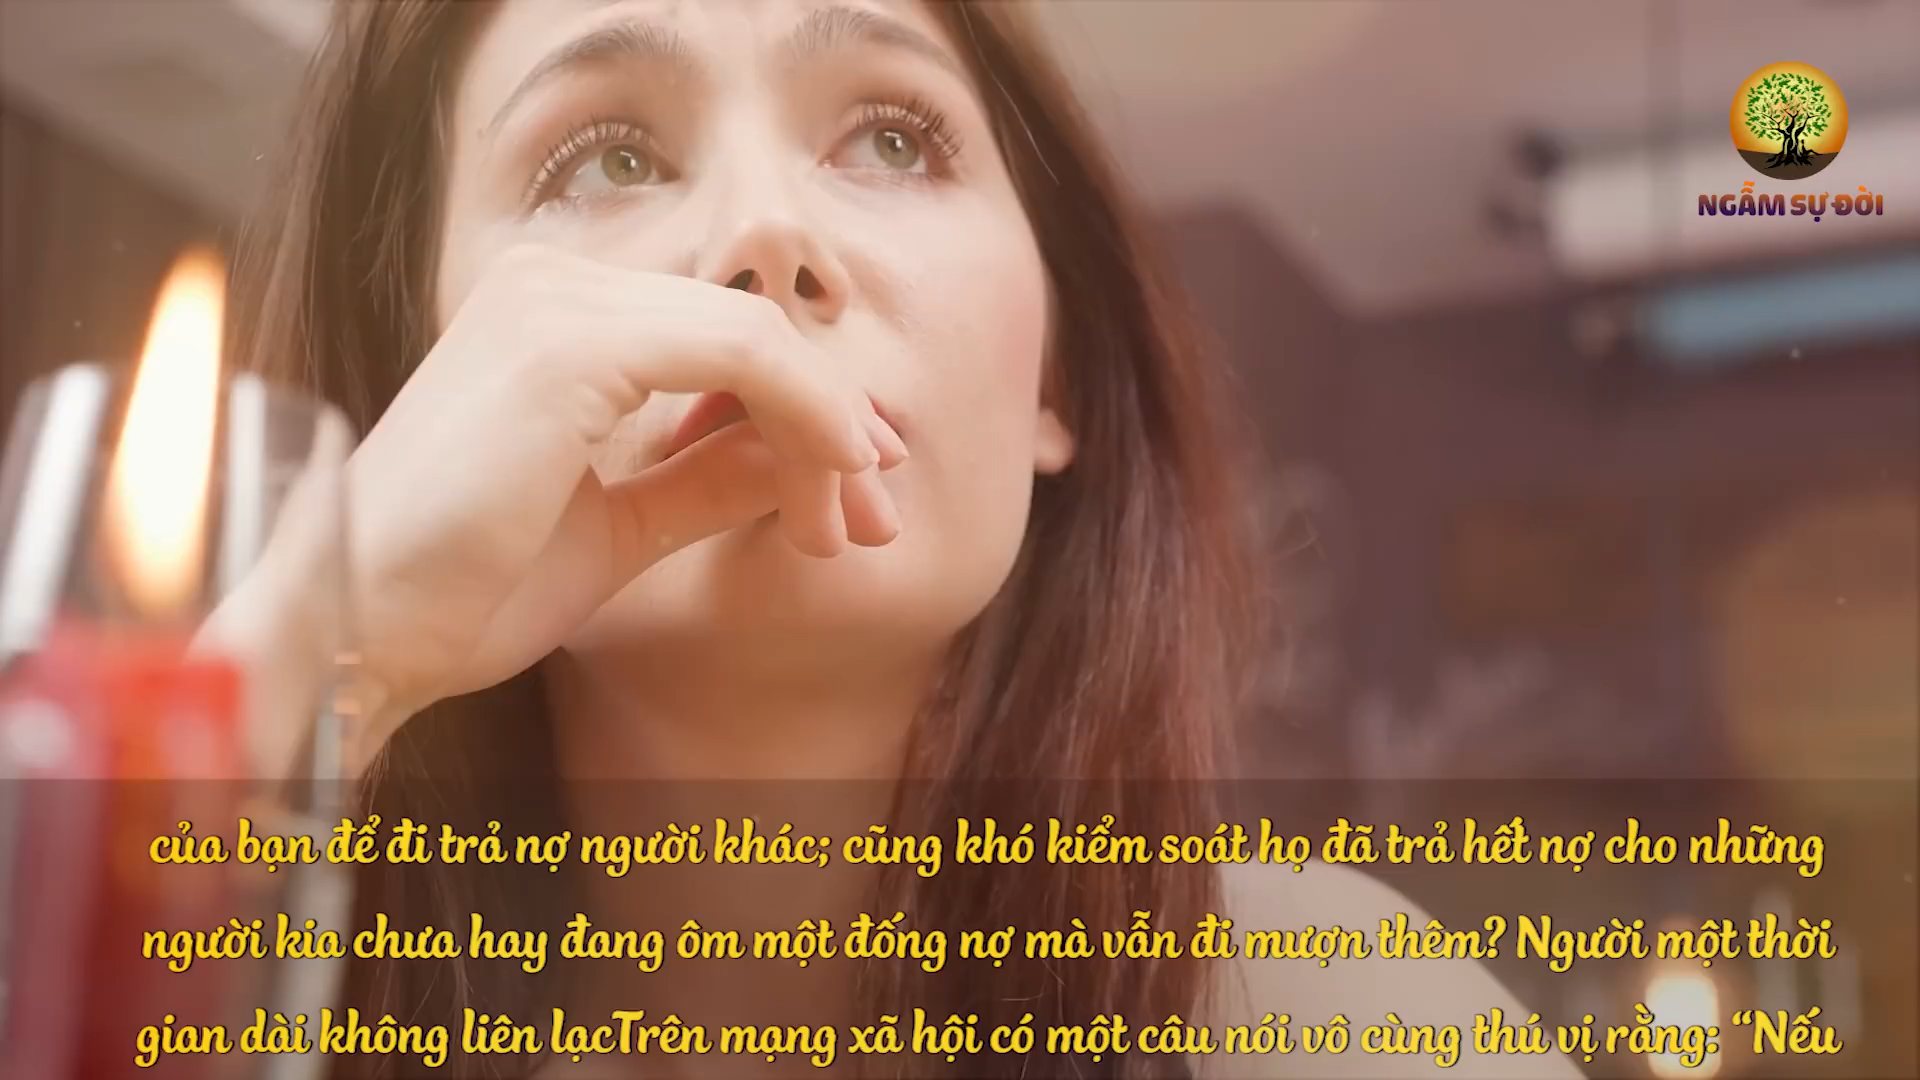 NGẪM SỰ ĐỜI
của bạn để đi trả nợ người khác; cũng khó kiểm soát họ đã trả hết nợ cho những
người kia chưa hay đang ôm một đống nợ mà vẫn đi mượn thêm? Người một thời
gian dài không liên lạcTrên mạng xã hội có một câu nói vô cùng thú vị rằng: “Nếu